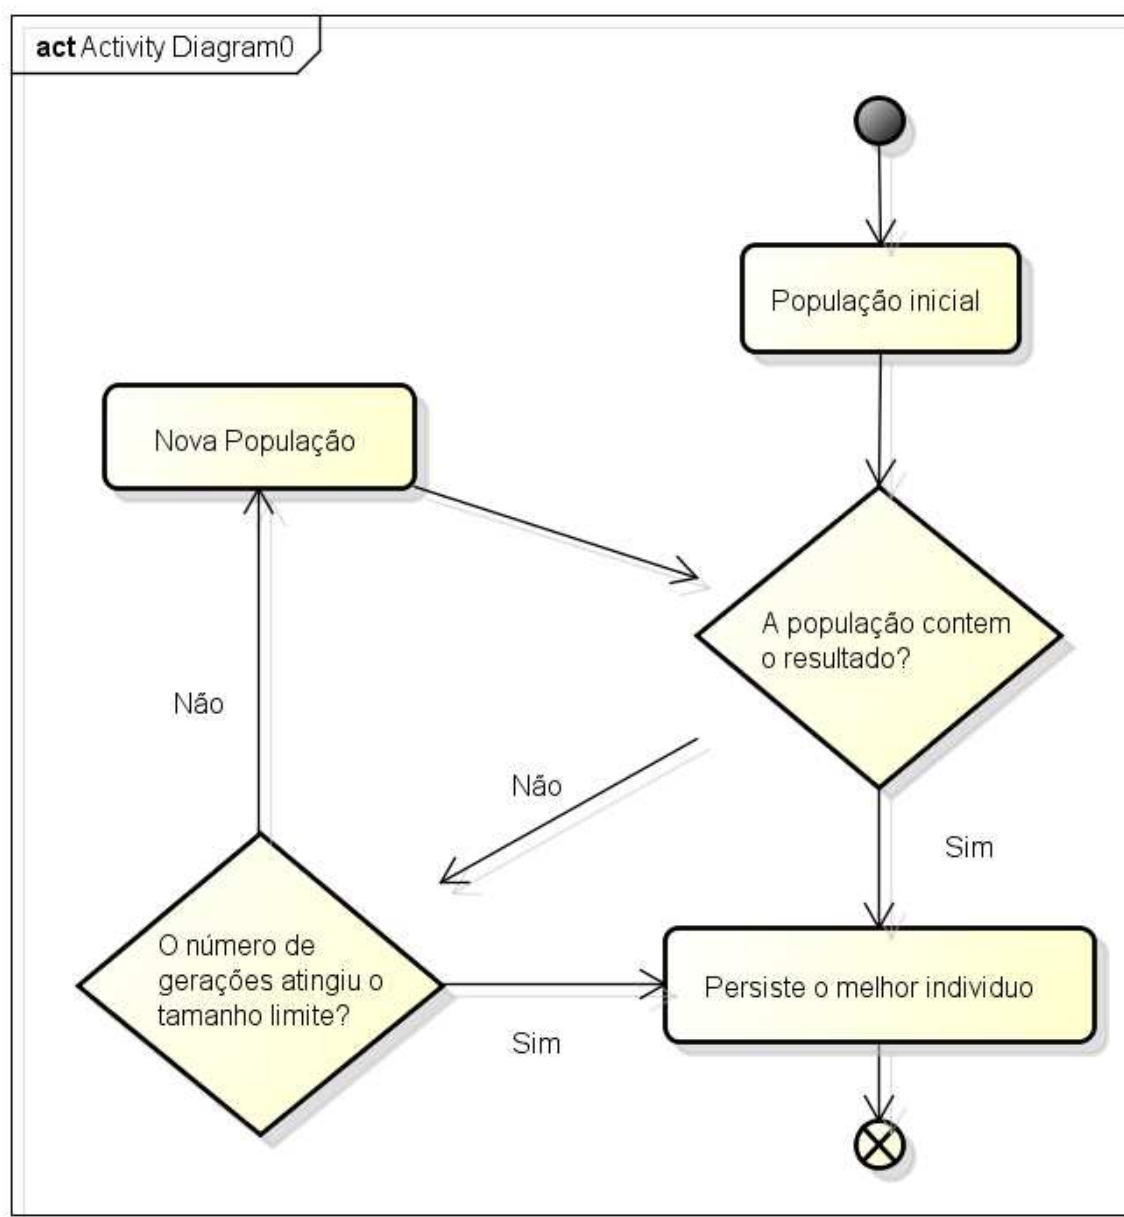 act Activity Diagram0
População inicial
Nova População
A população contem
o resultado?
Não
Não
Sim
O número de
gerações atingiu o
tamanho limite?
Persiste o melhor individuo
Sim